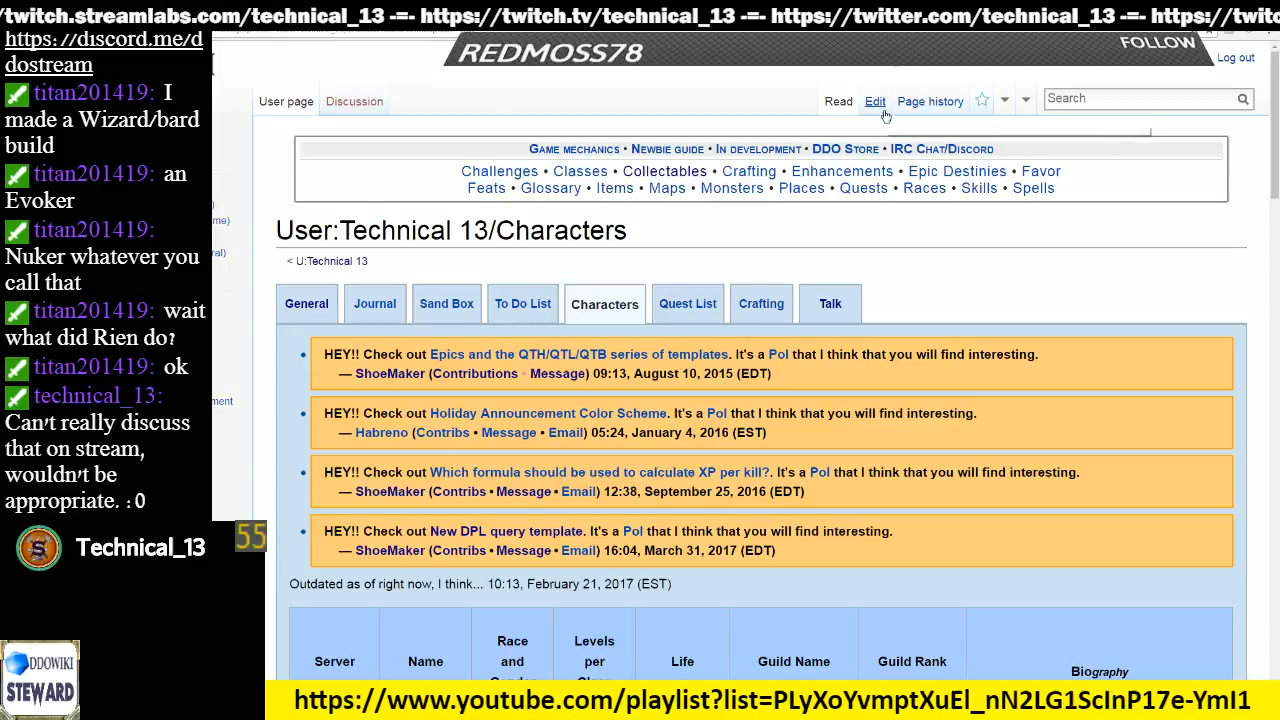 /twitch.streamlabs.com/technical_13 -=- https://twitch.tv/technical_13 -=- https://twitter.com/technical_13 -=- https://twitc
https://discord.me/d
dostream
titan201419: I
made a Wizard/bard
build
titan201419: an
Evoker
titan201419:
Nuker whatever you
call that
titan201419: wait
what did Rien do?
titan201419: ok
technical_13:
Can't really discuss
that on stream,
wouldn't be
appropriate. :0
55
Technical_13
DDOWIKI
STEWARD
REDMOSS78
FOLLOW
Log out
User page Discussion Read Edit Page history Search
Game mechanics • Newbie guide • In development • DDO Store • IRC Chat/Discord
Challenges • Classes • Collectables • Crafting • Enhancements • Epic Destinies • Favor
Feats • Glossary • Items • Maps • Monsters • Places • Quests • Races • Skills • Spells
User:Technical 13/Characters
< U:Technical 13
General Journal Sand Box To Do List Characters Quest List Crafting Talk
• HEY!! Check out Epics and the QTH/QTL/QTB series of templates. It's a Pol that I think that you will find interesting.
— ShoeMaker (Contributions • Message) 09:13, August 10, 2015 (EDT)
• HEY!! Check out Holiday Announcement Color Scheme. It's a Pol that I think that you will find interesting.
— Habreno (Contribs • Message • Email) 05:24, January 4, 2016 (EST)
• HEY!! Check out Which formula should be used to calculate XP per kill?. It's a Pol that I think that you will find interesting.
— ShoeMaker (Contribs • Message • Email) 12:38, September 25, 2016 (EDT)
• HEY!! Check out New DPL query template. It's a Pol that I think that you will find interesting.
— ShoeMaker (Contribs • Message • Email) 16:04, March 31, 2017 (EDT)
Outdated as of right now, I think... 10:13, February 21, 2017 (EST)
Server Name Race and Levels per Life Guild Name Guild Rank Biography
me)
ral)
ment
https://www.youtube.com/playlist?list=PLyXoYvmptXuEl_nN2LG1ScInP17e-YmI1